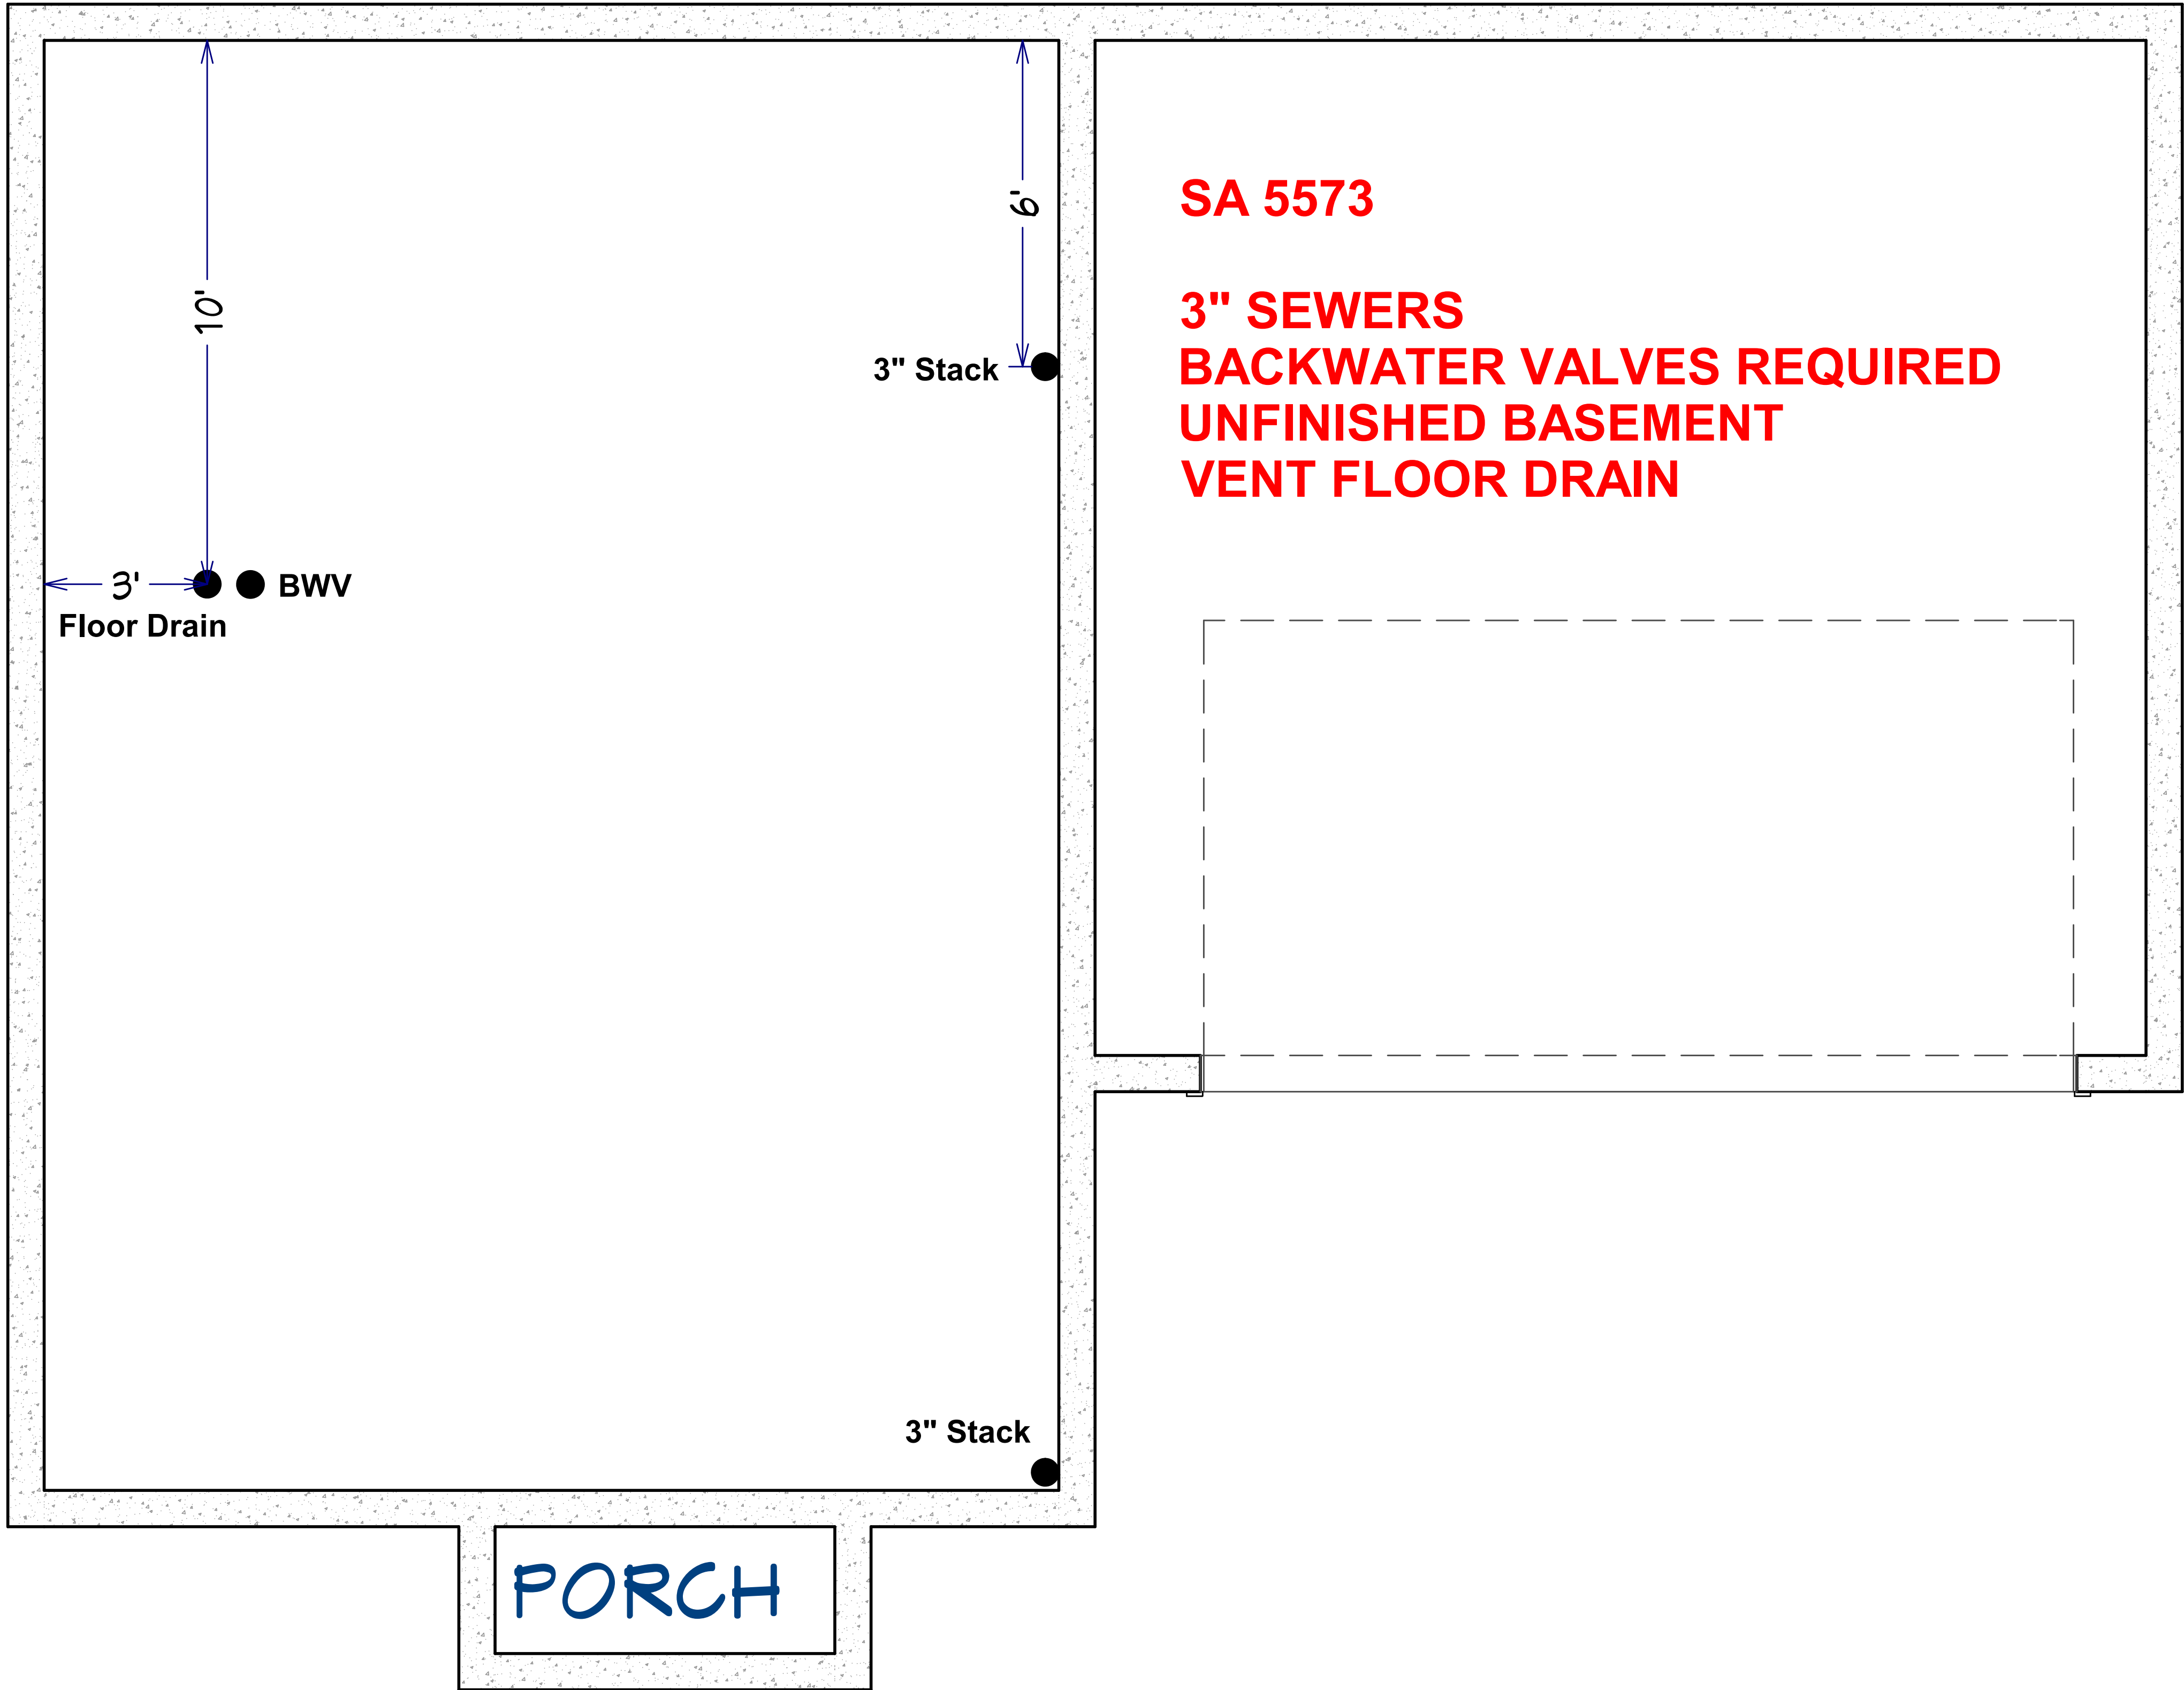 10'
6'
SA 5573
3" SEWERS
BACKWATER VALVES REQUIRED
UNFINISHED BASEMENT
VENT FLOOR DRAIN
3" Stack
3'
BWV
Floor Drain
3" Stack
PORCH